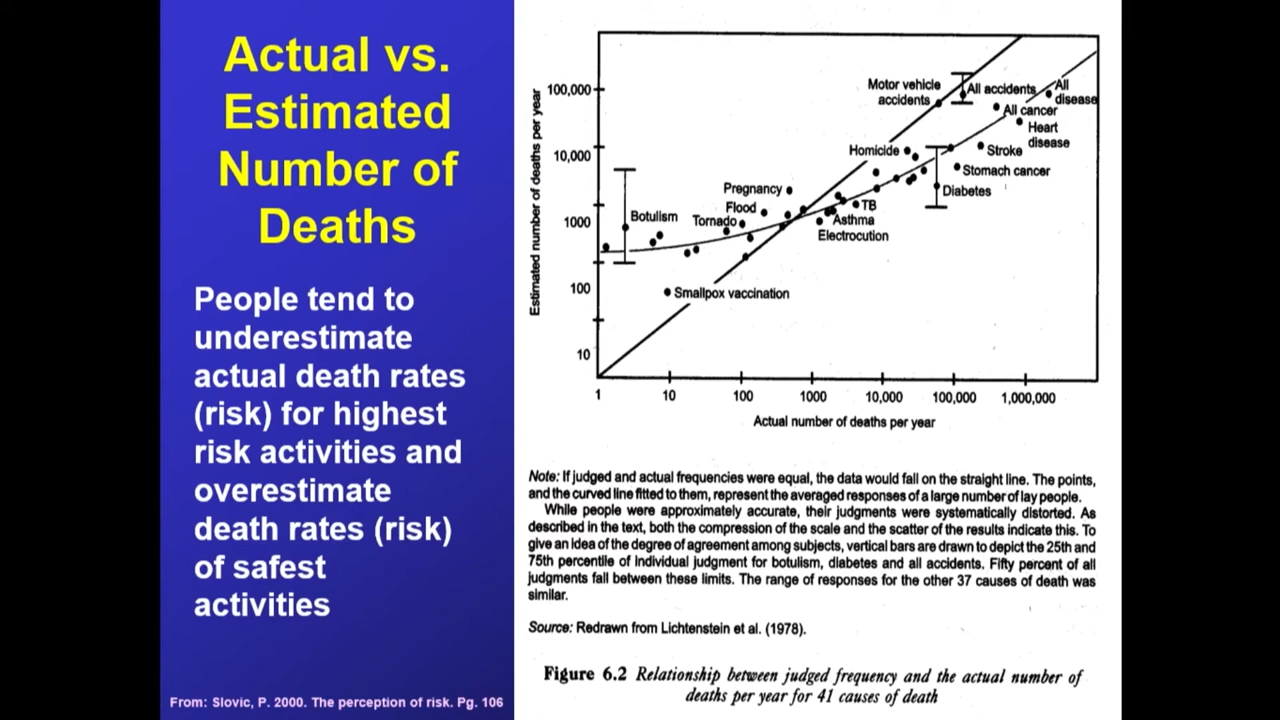 Actual vs.
Estimated
Number of
Deaths
People tend to
underestimate
actual death rates
(risk) for highest
risk activities and
overestimate
death rates (risk)
of safest
activities
From: Slovic, P. 2000. The perception of risk. Pg. 106
Estimated number of deaths per year
100,000
10,000
1000
100
10
1
10
100
1000
10,000
100,000
1,000,000
Actual number of deaths per year
Motor vehicle
accidents
All accidents
All
disease
All cancer
Heart
disease
Homicide
Stroke
Stomach cancer
Diabetes
Pregnancy
Flood
TB
Botulism
Tornado
Asthma
Electrocution
Smallpox vaccination
Note: If judged and actual frequencies were equal, the data would fall on the straight line. The points,
and the curved line fitted to them, represent the averaged responses of a large number of lay people.
While people were approximately accurate, their judgments were systematically distorted. As
described in the text, both the compression of the scale and the scatter of the results indicate this. To
give an idea of the degree of agreement among subjects, vertical bars are drawn to depict the 25th and
75th percentile of individual judgment for botulism, diabetes and all accidents. Fifty percent of all
judgments fall between these limits. The range of responses for the other 37 causes of death was
similar.
Source: Redrawn from Lichtenstein et al. (1978).
Figure 6.2 Relationship between judged frequency and the actual number of
deaths per year for 41 causes of death